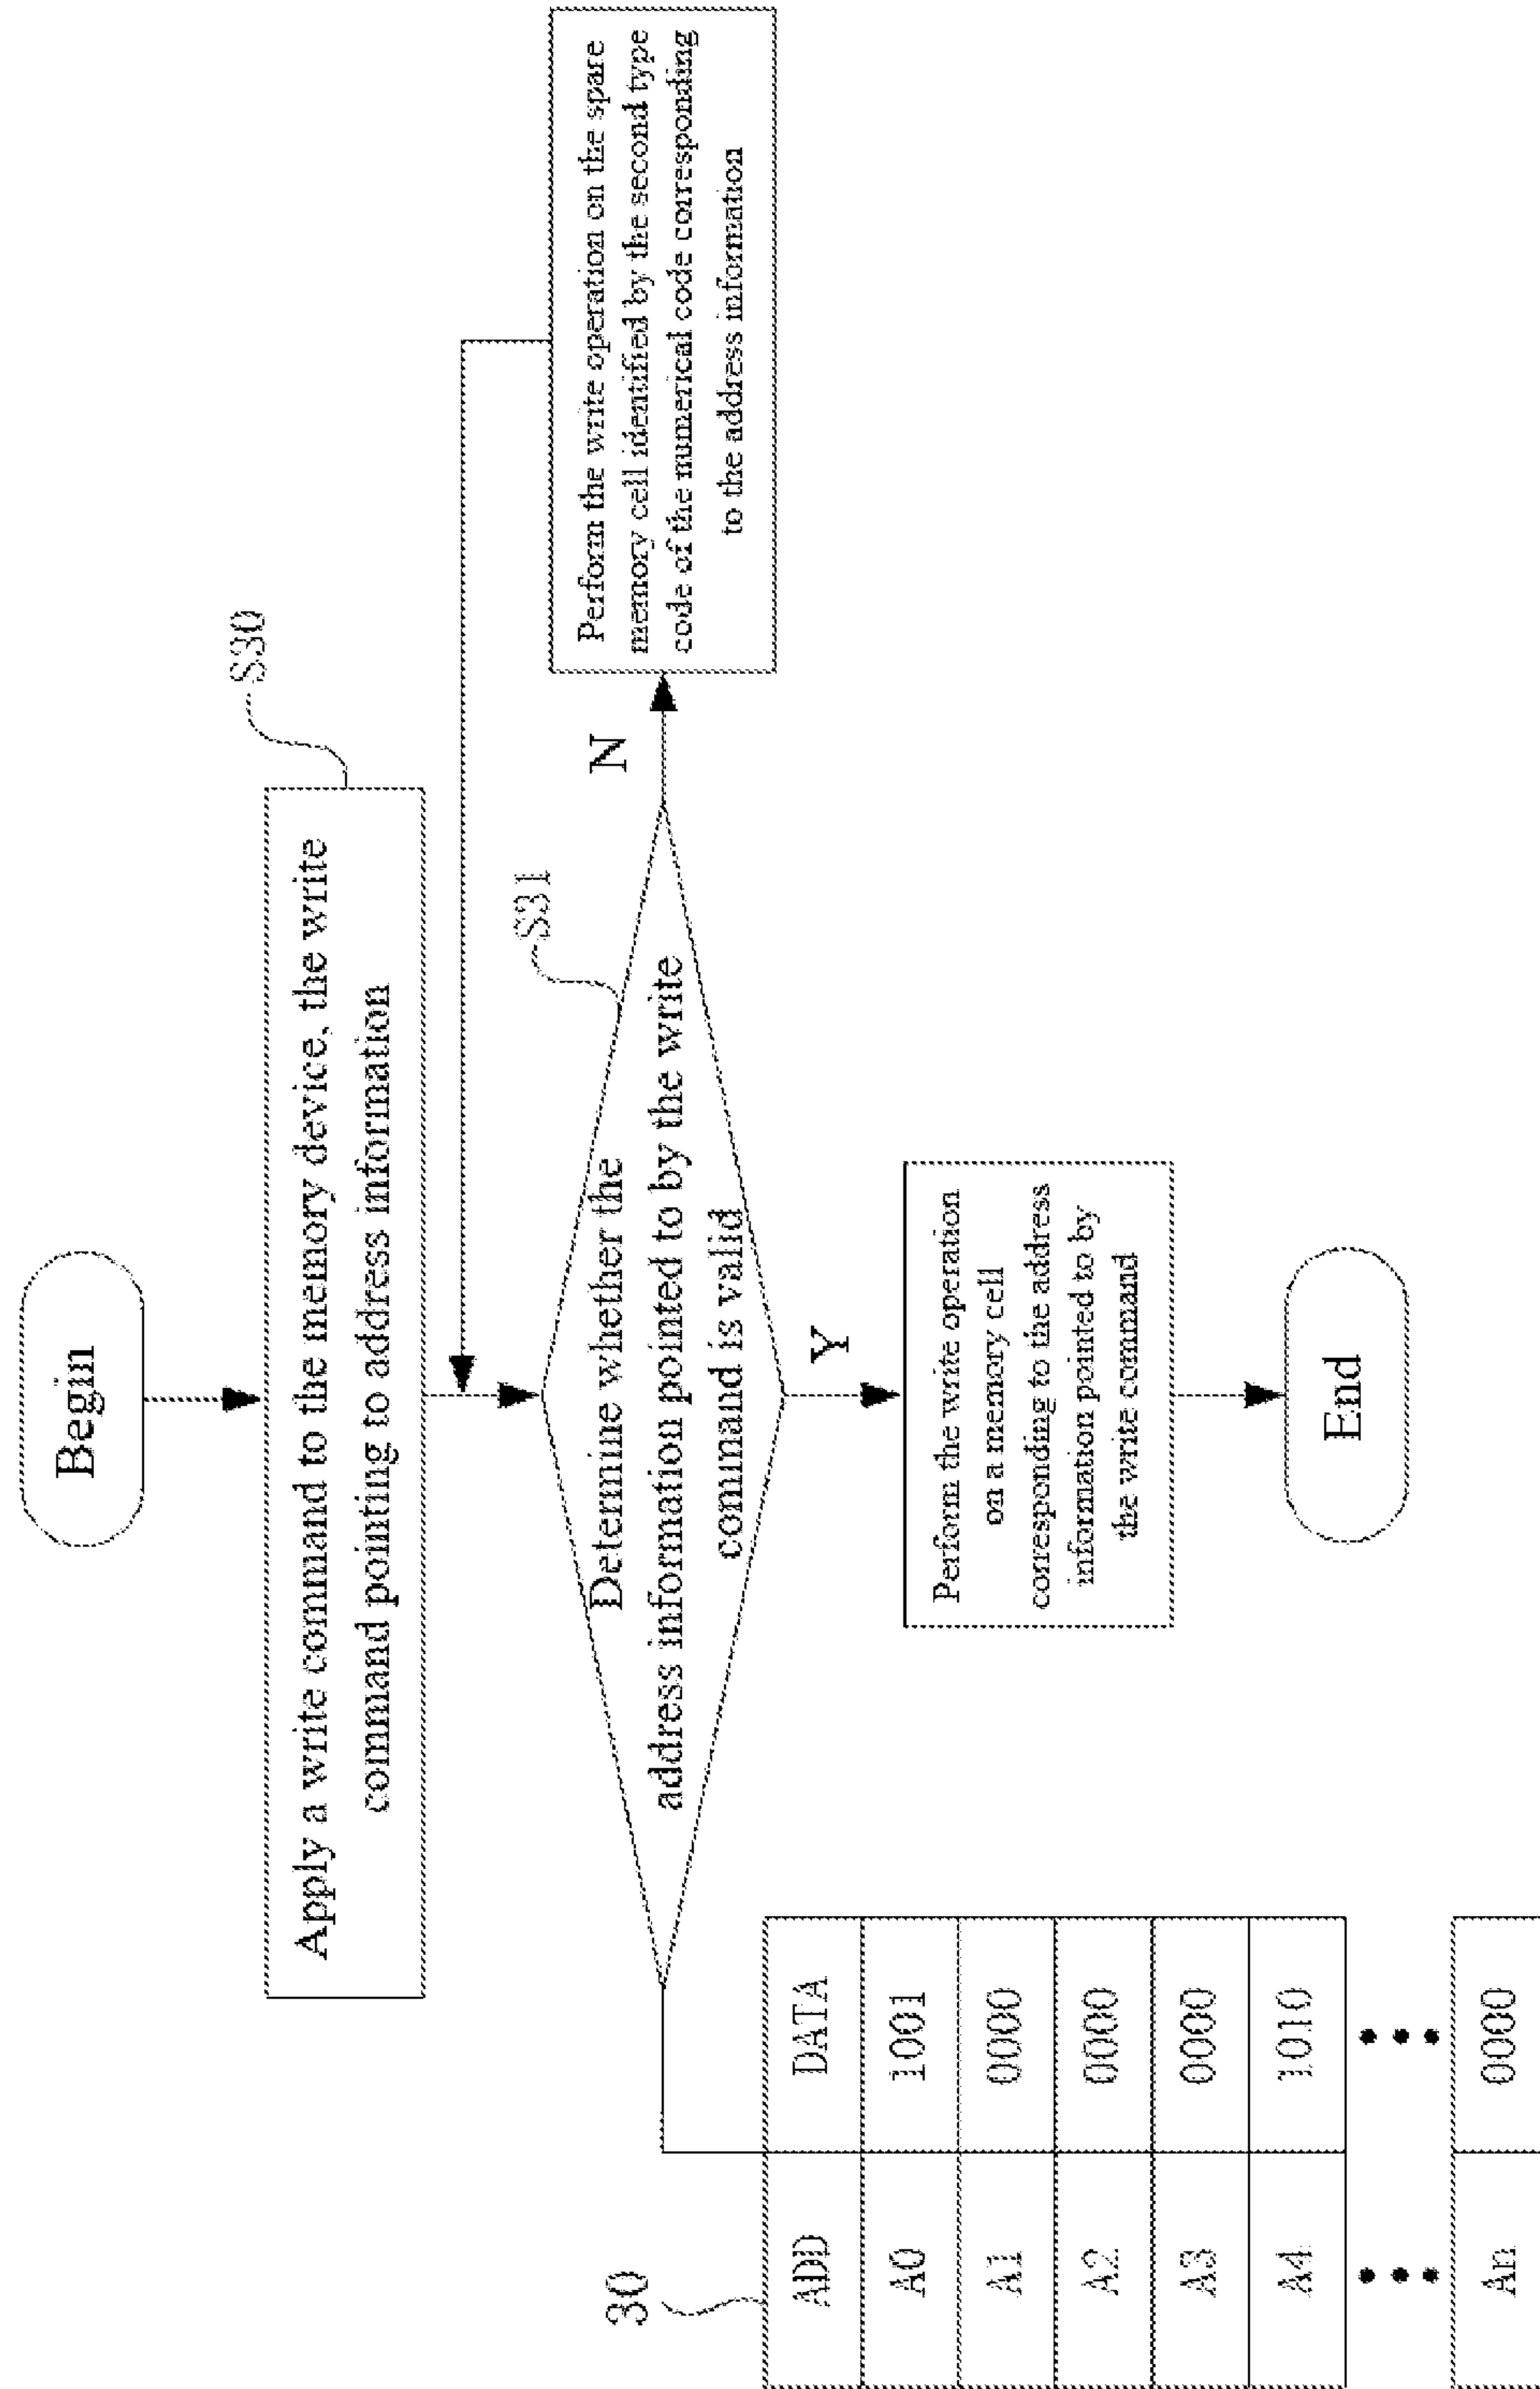 Begin
S30
Apply a write command to the memory device, the write
command pointing to address information
S31
Determine whether the
address information pointed to by the write
command is valid
N
Perform the write operation on the spare
memory cell identified by the second type
code of the numerical code corresponding
to the address information
Y
Perform the write operation
on a memory cell
corresponding to the address
information pointed to by
the write command
End
30
ADD DATA
A0 1001
A1 0000
A2 0000
A3 0000
A4 1010
An 0000